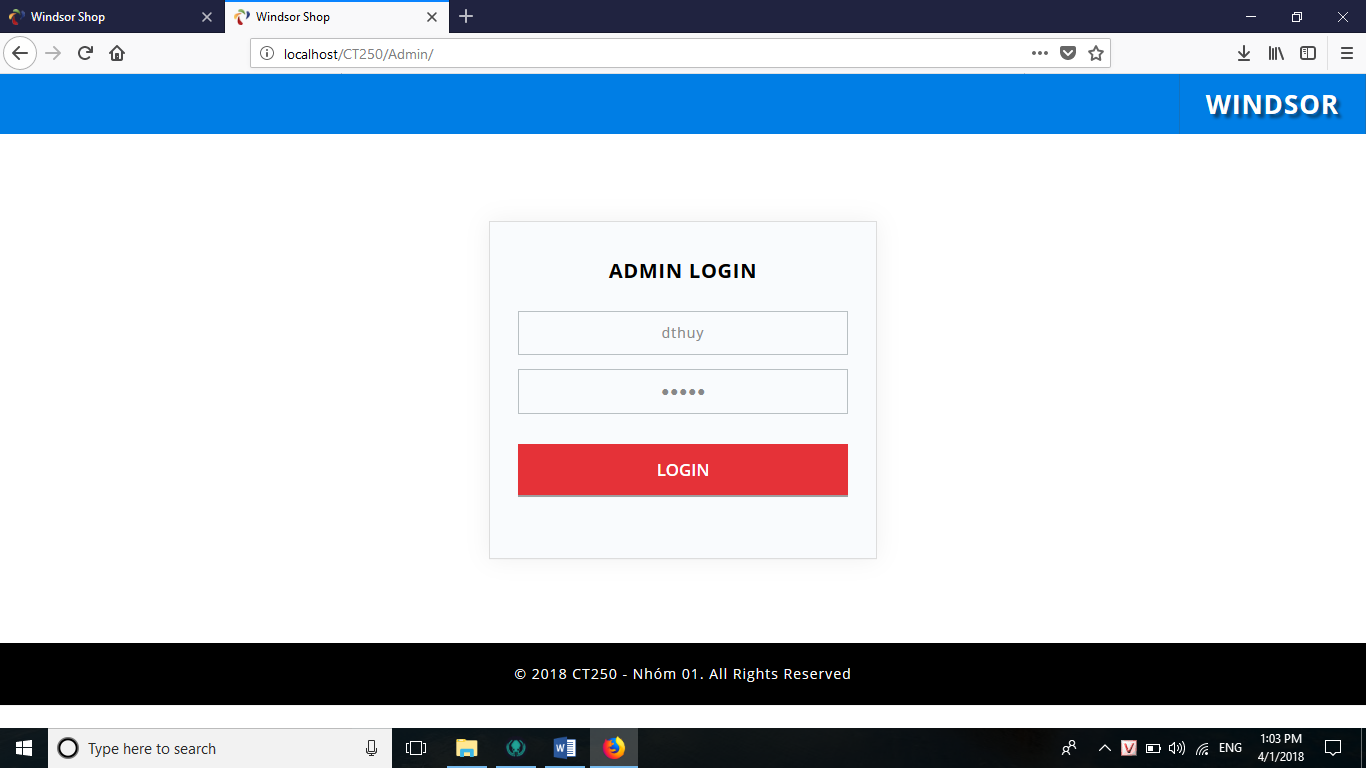 Windsor Shop
Windsor Shop
localhost/CT250/Admin/
WINDSOR
ADMIN LOGIN
dthuy
•••••
LOGIN
© 2018 CT250 - Nhóm 01. All Rights Reserved
Type here to search
ENG
1:03 PM
4/1/2018